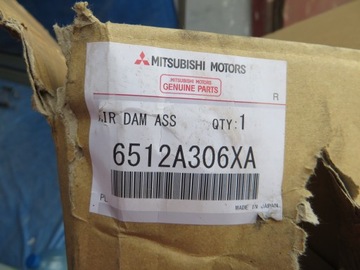 MITSUBISHI MOTORS
MITSUBISHI MOTORS
GENUINE PARTS
R
AIR DAM ASS QTY:1
6512A306XA
MADE IN JAPAN